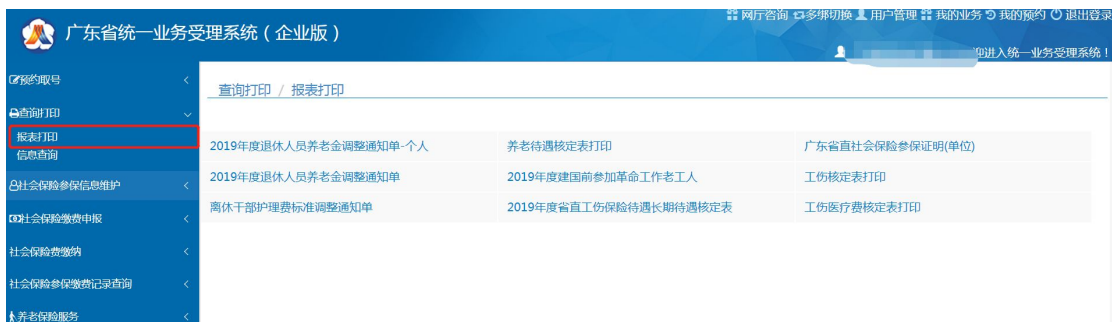 网厅咨询 多绑切换 用户管理 我的业务 我的预约 退出登录
广东省统一业务受理系统（企业版）
迎进入统一业务受理系统！
预约取号
查询打印
报表打印
信息查询
社会保险参保信息维护
社会保险缴费申报
社会保险费缴纳
社会保险参保缴费记录查询
养老保险服务
查询打印 / 报表打印
2019年度退休人员养老金调整通知单-个人 养老待遇核定表打印 广东省直社会保险参保证明(单位)
2019年度退休人员养老金调整通知单 2019年度建国前参加革命工作老工人 工伤核定表打印
离休干部护理费标准调整通知单 2019年度省直工伤保险待遇长期待遇核定表 工伤医疗费核定表打印